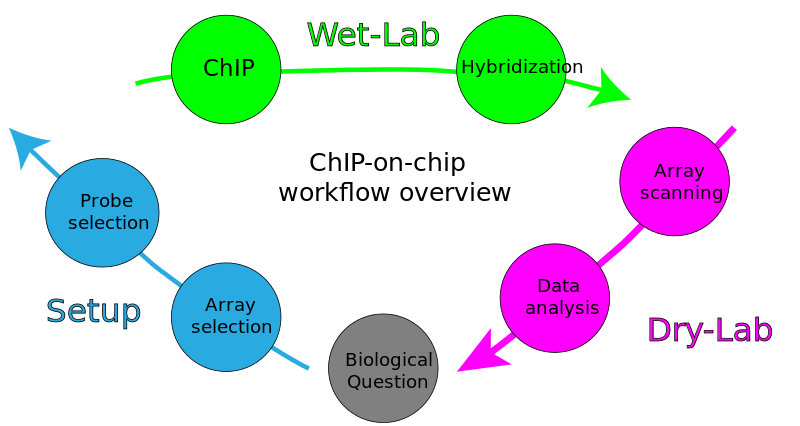 Wet-Lab
ChIP
Hybridization
ChIP-on-chip
workflow overview
Array
scanning
Probe
selection
Data
analysis
Setup
Array
selection
Dry-Lab
Biological
Question